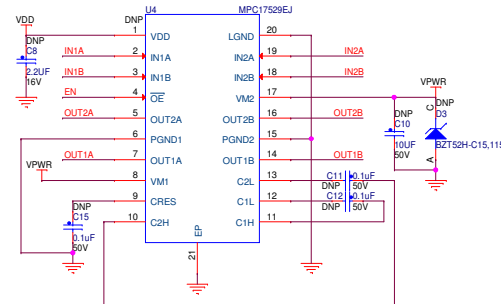 U4 MPC17529EJ
VDD DNP
1 VDD LGND 20
DNP
C8
2.2UF
16V
IN1A 2 IN1A IN2A 19 IN2A
IN1B 3 IN1B IN2B 18 IN2B
EN 4 OE VM2 17
OUT2A 5 OUT2A OUT2B 16 OUT2B
6 PGND1 PGND2 15
OUT1A 7 OUT1A OUT1B 14 OUT1B
VPWR 8 VM1 C2L 13
9 CRES C1L 12
10 C2H C1H 11
EP
21
DNP
C15
0.1uF
50V
C11 0.1uF
50V
C12 0.1uF
DNP 50V
DNP
C10
10UF
50V
VPWR
C DNP
D3
BZT52H-C15,115
A